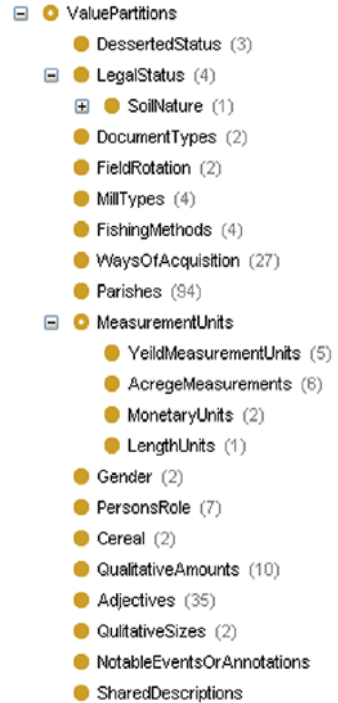 ValuePartitions
DessertedStatus (3)
LegalStatus (4)
SoilNature (1)
DocumentTypes (2)
FieldRotation (2)
MillTypes (4)
FishingMethods (4)
WaysOfAcquisition (27)
Parishes (94)
MeasurementUnits
YeildMeasurementUnits (5)
AcregeMeasurements (6)
MonetaryUnits (2)
LengthUnits (1)
Gender (2)
PersonsRole (7)
Cereal (2)
QualitativeAmounts (10)
Adjectives (35)
QulitativeSizes (2)
NotableEventsOrAnnotations
SharedDescriptions